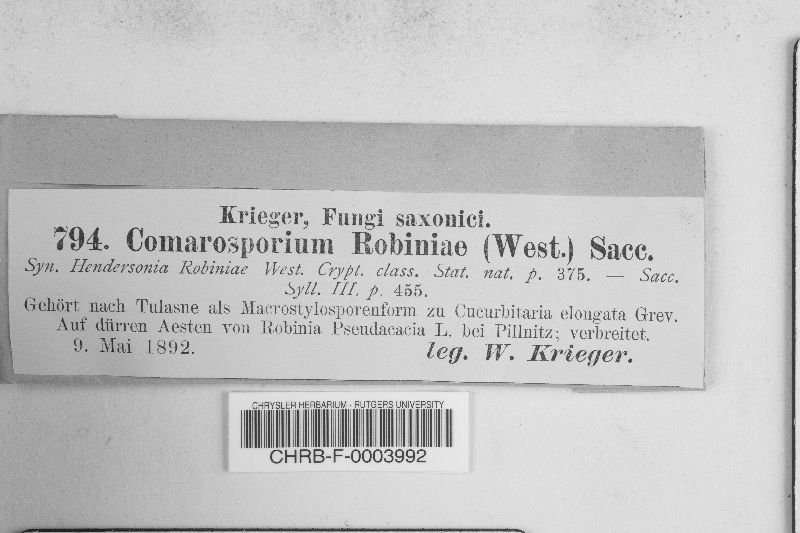 Krieger, Fungi saxonici.
794. Comarosporium Robiniae (West.) Sacc.
Syn. Hendersonia Robiniae West. Crypt. class. Stat. nat. p. 375. — Sacc.
Syll. III. p. 455.
Gehört nach Tulasne als Macrostylosporenform zu Cucurbitaria elongata Grev.
Auf dürren Aesten von Robinia Pseudacacia L. bei Pillnitz; verbreitet.
9. Mai 1892.
leg. W. Krieger.
CHRYSLER HERBARIUM - RUTGERS UNIVERSITY
CHRB-F-0003992